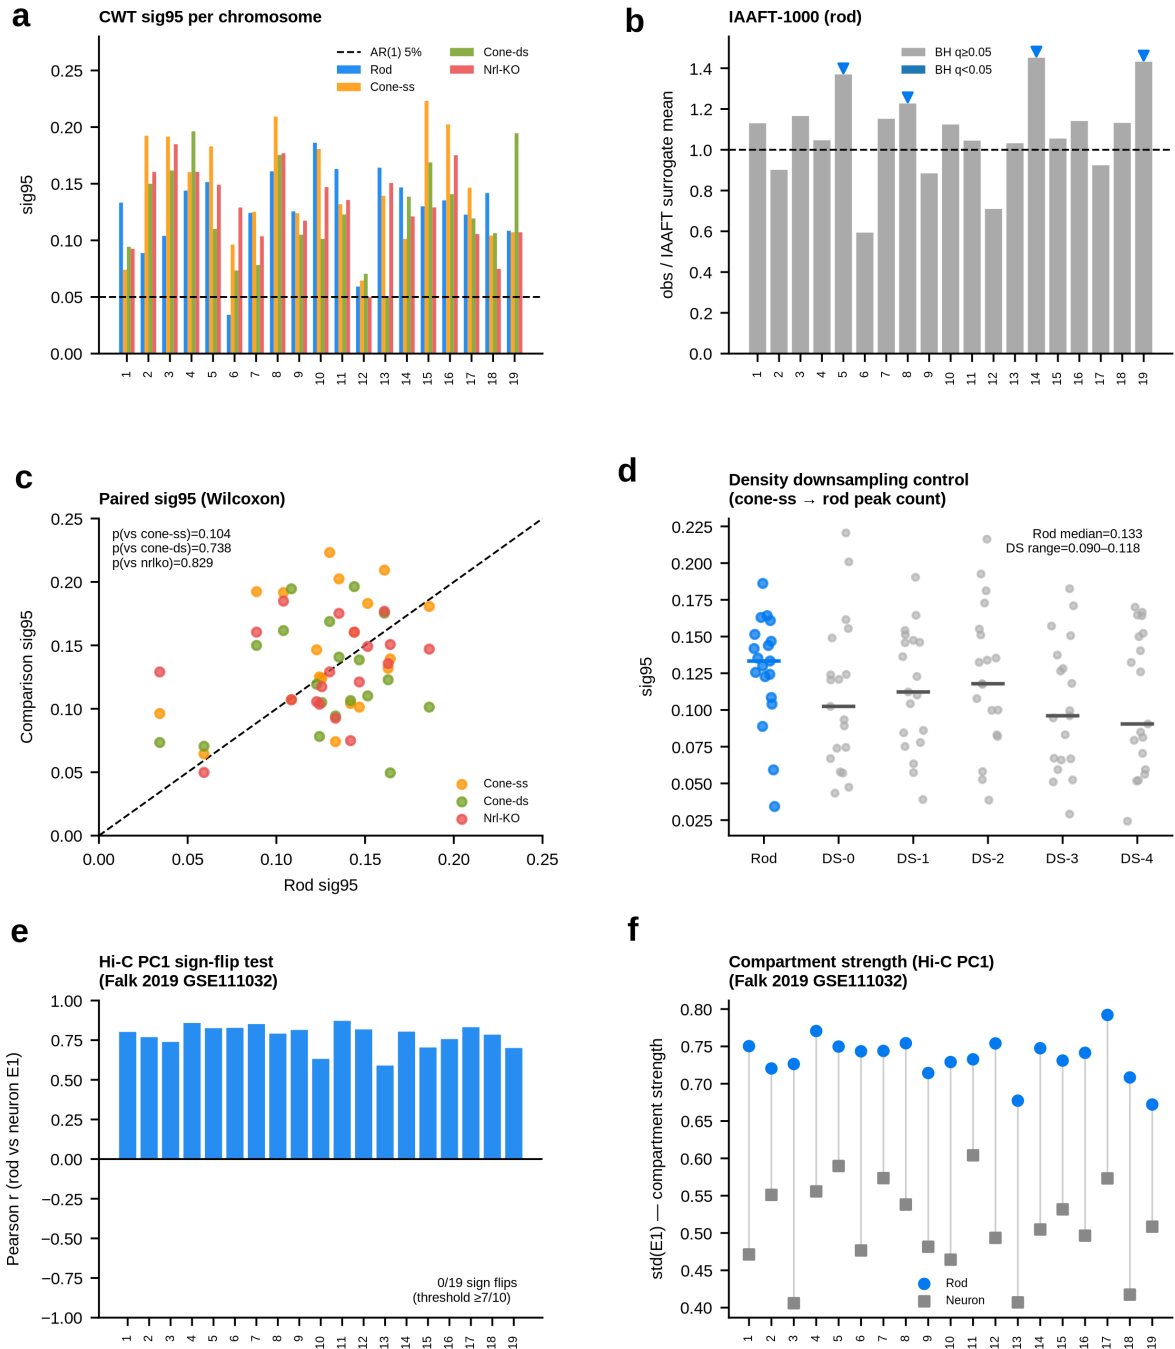 a
CWT sig95 per chromosome
AR(1) 5%
Rod
Cone-ss
Cone-ds
Nrl-KO
sig95
0.25
0.20
0.15
0.10
0.05
0.00
1 2 3 4 5 6 7 8 9 10 11 12 13 14 15 16 17 18 19
b
IAAFT-1000 (rod)
BH q≥0.05
BH q<0.05
obs / IAAFT surrogate mean
1.4
1.2
1.0
0.8
0.6
0.4
0.2
0.0
1 2 3 4 5 6 7 8 9 10 11 12 13 14 15 16 17 18 19
c
Paired sig95 (Wilcoxon)
p(vs cone-ss)=0.104
p(vs cone-ds)=0.738
p(vs nrlko)=0.829
Comparison sig95
0.25
0.20
0.15
0.10
0.05
0.00
Cone-ss
Cone-ds
Nrl-KO
0.00 0.05 0.10 0.15 0.20 0.25
Rod sig95
d
Density downsampling control
(cone-ss → rod peak count)
Rod median=0.133
DS range=0.090–0.118
sig95
0.225
0.200
0.175
0.150
0.125
0.100
0.075
0.050
0.025
Rod DS-0 DS-1 DS-2 DS-3 DS-4
e
Hi-C PC1 sign-flip test
(Falk 2019 GSE111032)
Pearson r (rod vs neuron E1)
1.00
0.75
0.50
0.25
0.00
−0.25
−0.50
−0.75
−1.00
0/19 sign flips
(threshold ≥7/10)
1 2 3 4 5 6 7 8 9 10 11 12 13 14 15 16 17 18 19
f
Compartment strength (Hi-C PC1)
(Falk 2019 GSE111032)
std(E1) — compartment strength
0.80
0.75
0.70
0.65
0.60
0.55
0.50
0.45
0.40
Rod
Neuron
1 2 3 4 5 6 7 8 9 10 11 12 13 14 15 16 17 18 19